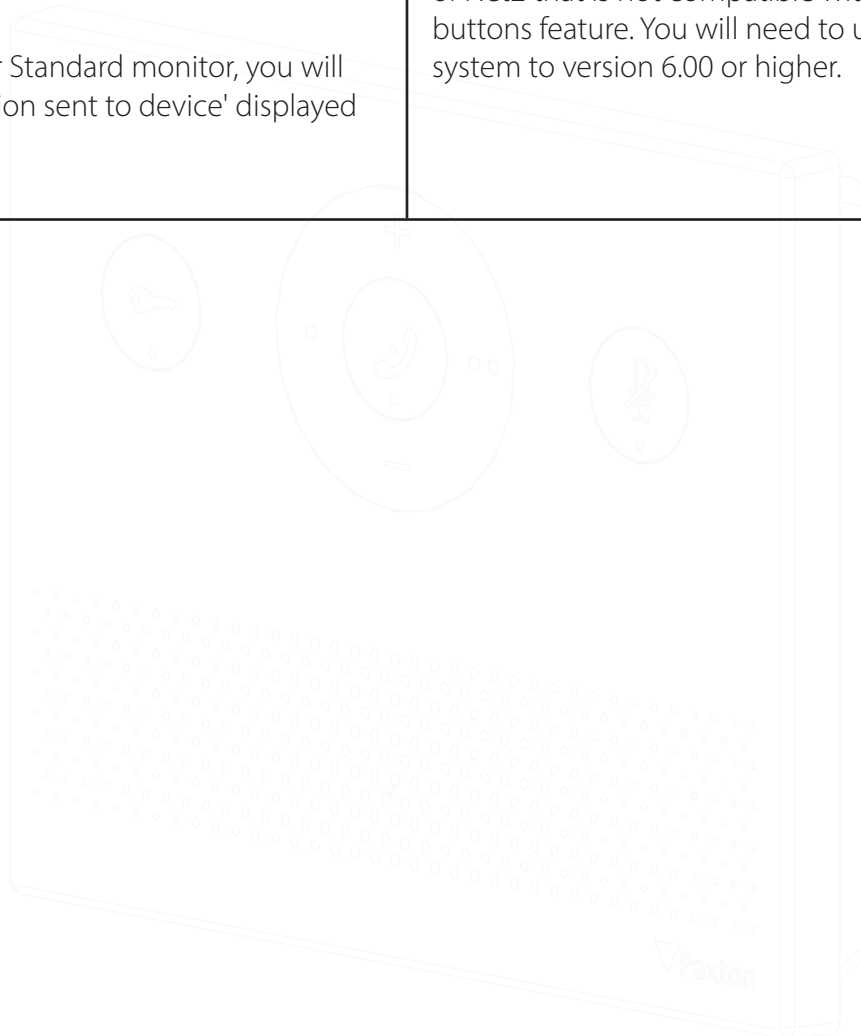 r Standard monitor, you will
ion sent to device' displayed
buttons feature. You will need to u
system to version 6.00 or higher.
Paxton